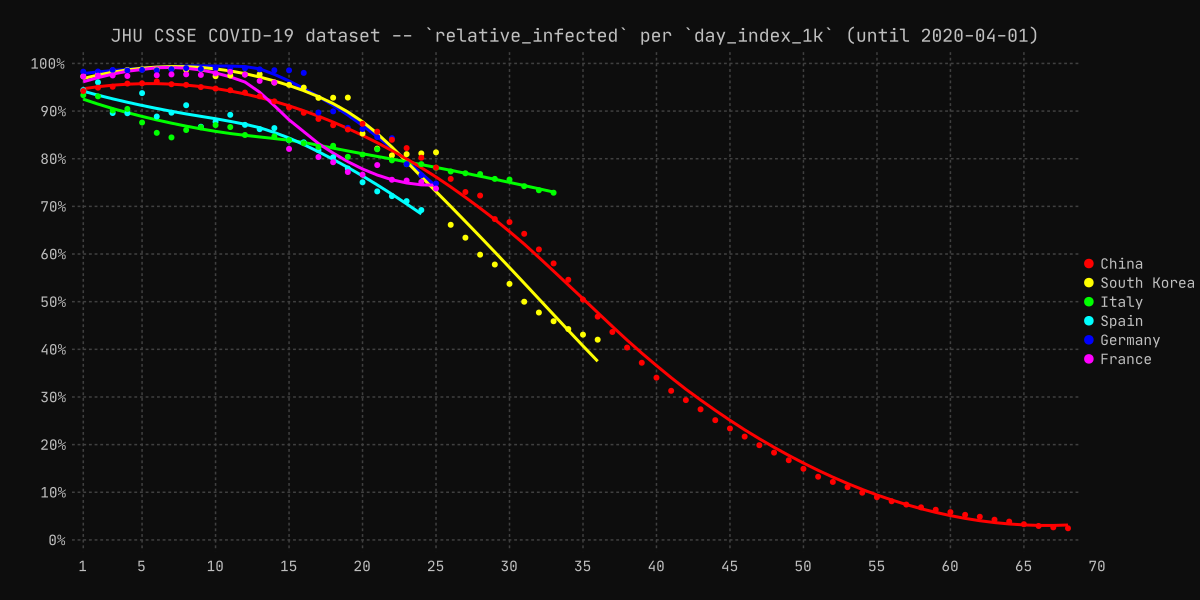 JHU CSSE COVID-19 dataset -- `relative_infected` per `day_index_1k` (until 2020-04-01)
100%
90%
80%
70%
60%
50%
40%
30%
20%
10%
0%
1 5 10 15 20 25 30 35 40 45 50 55 60 65 70
China
South Korea
Italy
Spain
Germany
France